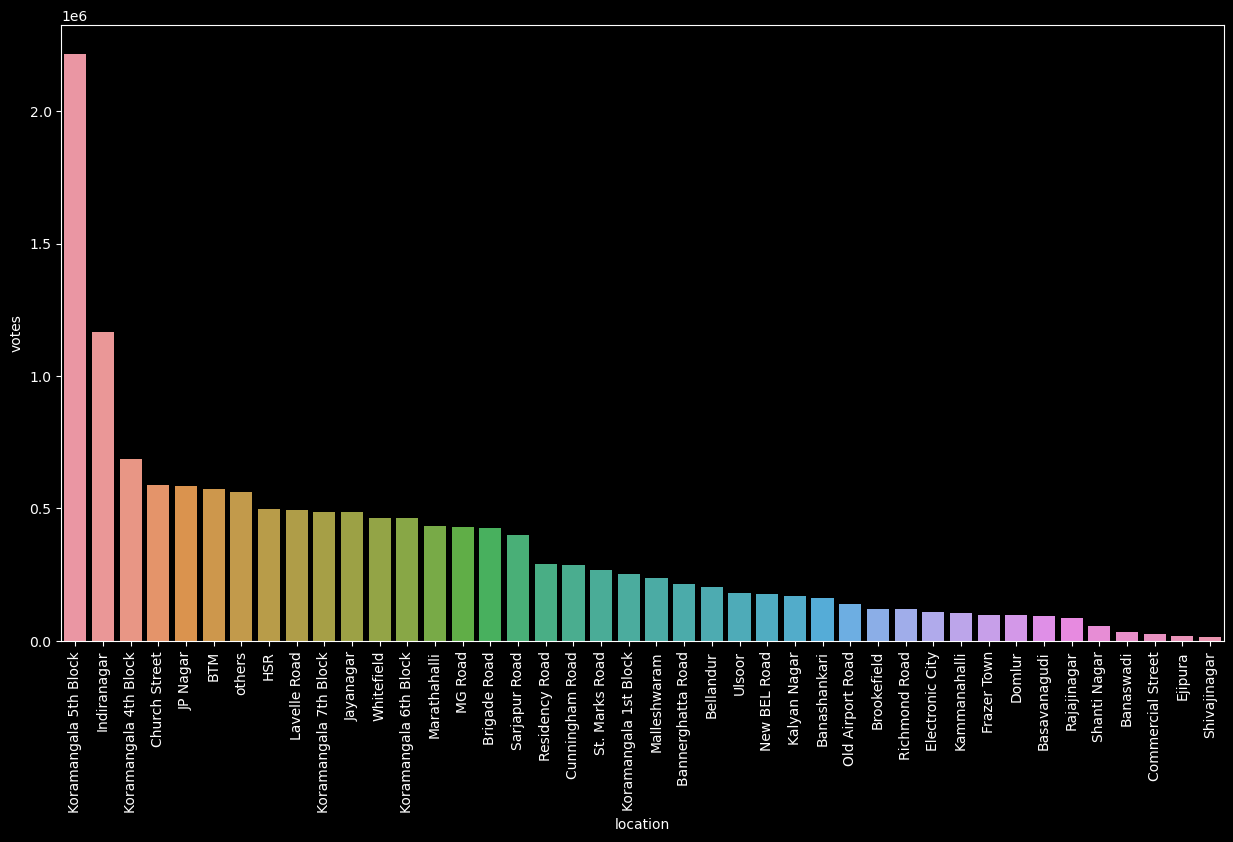 1e6
2.0
1.5
1.0
0.5
0.0
votes
Koramangala 5th Block
Indiranagar
Koramangala 4th Block
Church Street
JP Nagar
BTM
others
HSR
Lavelle Road
Koramangala 7th Block
Jayanagar
Whitefield
Koramangala 6th Block
Marathahalli
MG Road
Brigade Road
Sarjapur Road
Residency Road
Cunningham Road
St. Marks Road
Koramangala 1st Block
Malleshwaram
Bannerghatta Road
Bellandur
Ulsoor
New BEL Road
Kalyan Nagar
Banashankari
Old Airport Road
Brookefield
Richmond Road
Electronic City
Kammanahalli
Frazer Town
Domlur
Basavanagudi
Rajajinagar
Shanti Nagar
Banaswadi
Commercial Street
Ejipura
Shivajinagar
location